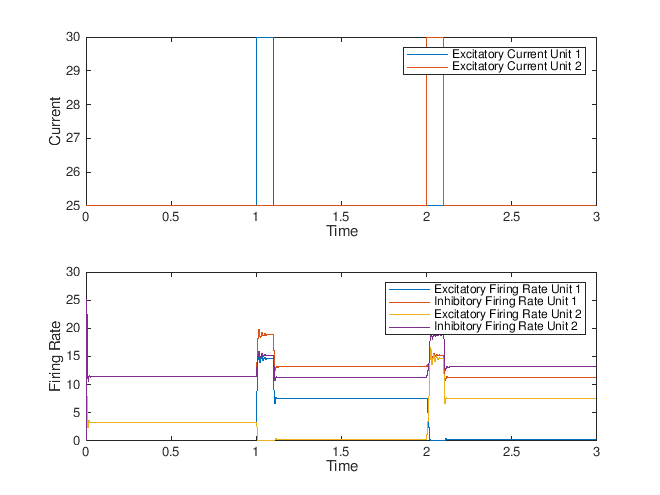 30
29
28
27
26
25
Current
Excitatory Current Unit 1
Excitatory Current Unit 2
0 0.5 1 1.5 2 2.5 3
Time
30
25
20
15
10
5
0
Firing Rate
Excitatory Firing Rate Unit 1
Inhibitory Firing Rate Unit 1
Excitatory Firing Rate Unit 2
Inhibitory Firing Rate Unit 2
0 0.5 1 1.5 2 2.5 3
Time